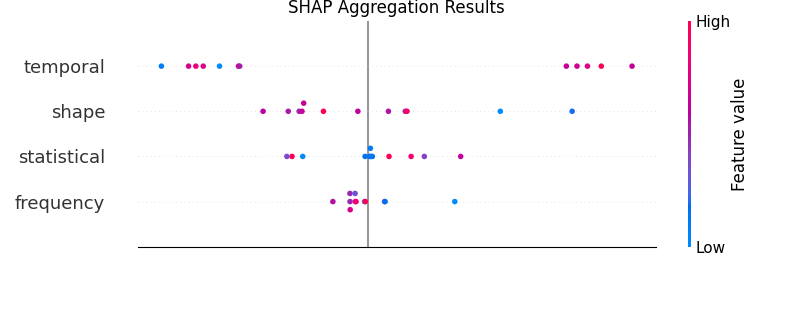 SHAP Aggregation Results
High
temporal
shape
statistical
frequency
Feature value
Low